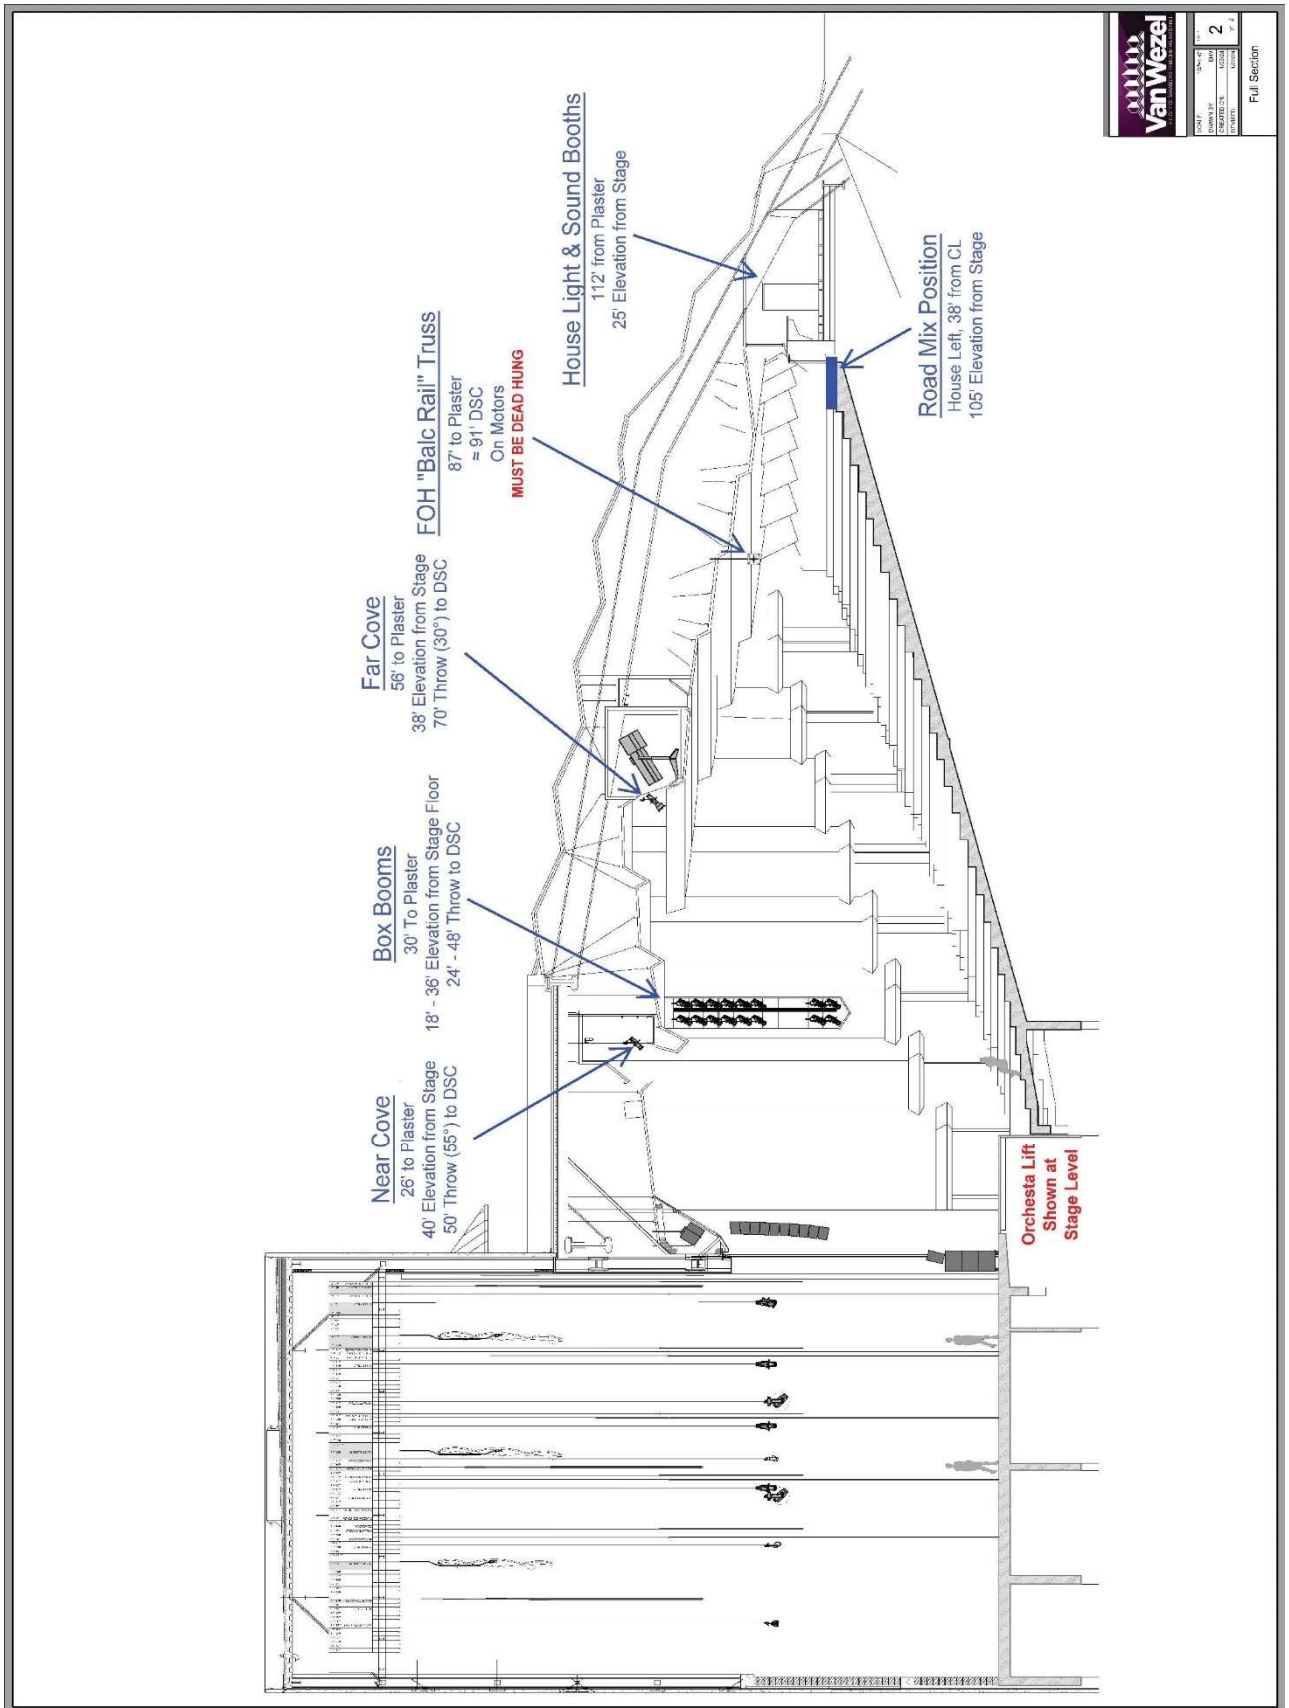 Near Cove
26' to Plaster
40' Elevation from Stage
50' Throw (55°) to DSC
Box Booms
30' To Plaster
18' - 36' Elevation from Stage Floor
24' - 48' Throw to DSC
Far Cove
56' to Plaster
38' Elevation from Stage
70' Throw (30°) to DSC
FOH "Balc Rail" Truss
87' to Plaster
≈ 91' DSC
On Motors
MUST BE DEAD HUNG
House Light & Sound Booths
112' from Plaster
25' Elevation from Stage
Road Mix Position
House Left, 38' from CL
105' Elevation from Stage
Orchesta Lift
Shown at
Stage Level
VanWezel
DRAWN BY:
CREATED ON:
2
Full Section